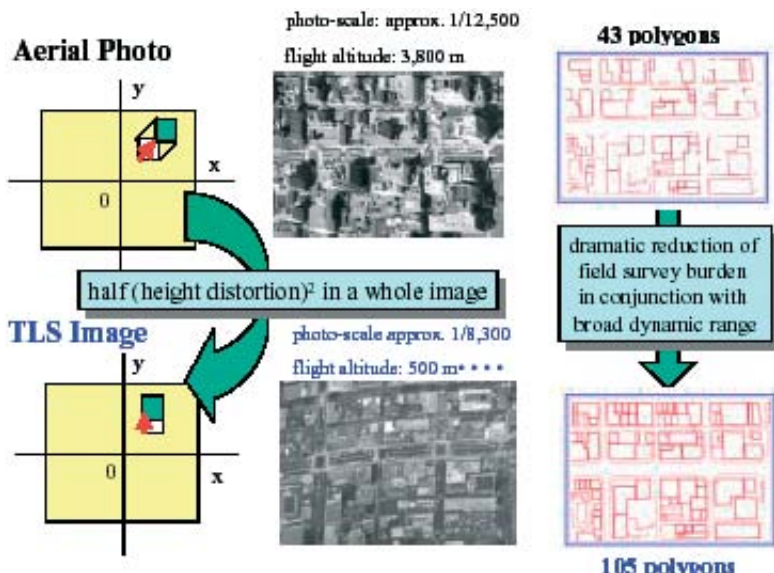 photo-scale: approx. 1/12,500
Aerial Photo
flight altitude: 3,800 m
43 polygons
y
x
0
half (height distortion)² in a whole image
dramatic reduction of
field survey burden
in conjunction with
broad dynamic range
TLS Image
photo-scale approx. 1/8,300
flight altitude: 500 m• • • •
y
0
x
105 polygons